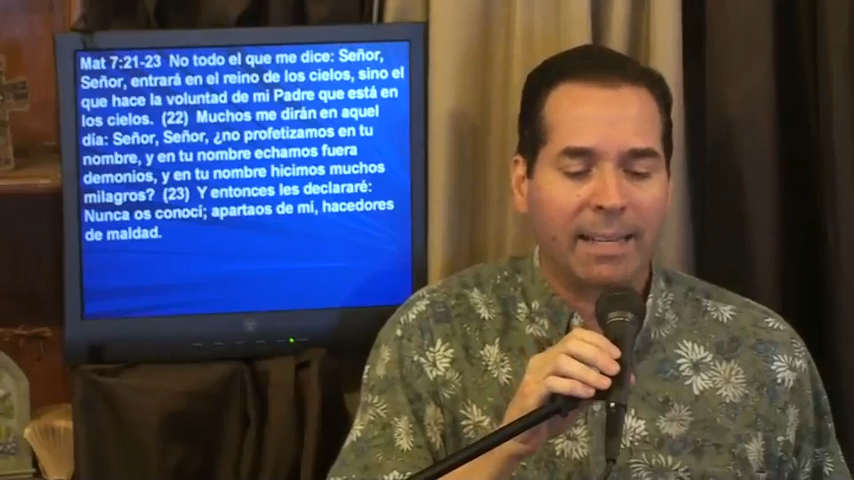 Mat 7:21-23 No todo el que me dice: Señor,
Señor, entrará en el reino de los cielos, sino el
que hace la voluntad de mi Padre que está en
los cielos. (22) Muchos me dirán en aquel
día: Señor, Señor, ¿no profetizamos en tu
nombre, y en tu nombre echamos fuera
demonios, y en tu nombre hicimos muchos
milagros? (23) Y entonces les declararé:
Nunca os conocí; apartaos de mí, hacedores
de maldad.